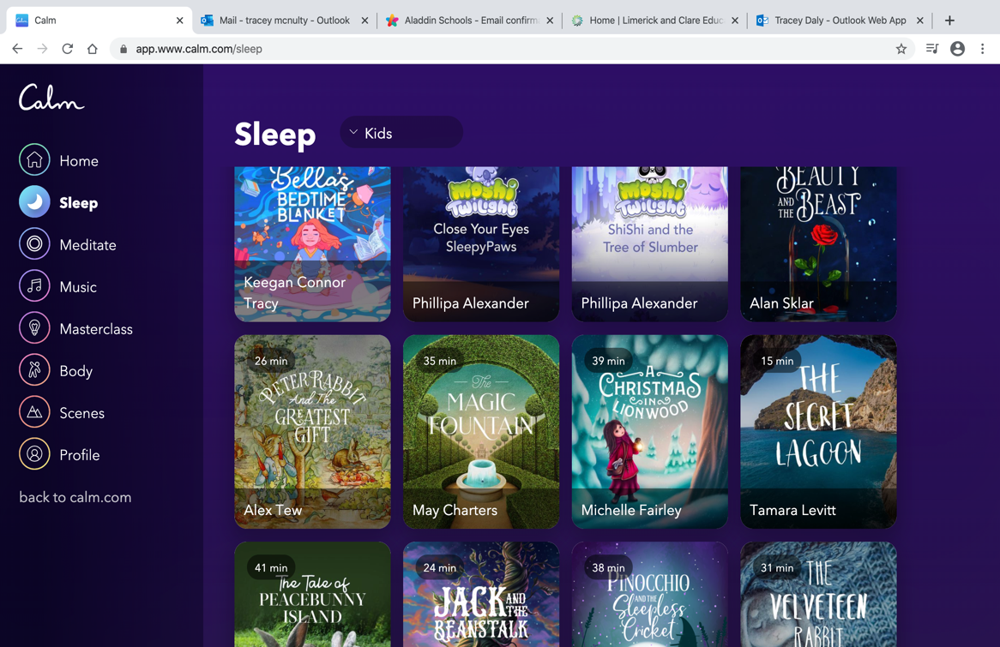 Calm
Mail - tracey mcnulty - Outlook
Aladdin Schools - Email confirm
Home | Limerick and Clare Educ
Tracey Daly - Outlook Web App
app.www.calm.com/sleep
Calm
Home
Sleep
Meditate
Music
Masterclass
Body
Scenes
Profile
back to calm.com
Sleep
Kids
Bella's
BEDTIME
BLANKET
Keegan Connor
Tracy
Moshi
Twilight
Close Your Eyes
SleepyPaws
Phillipa Alexander
Moshi
Twilight
ShiShi and the
Tree of Slumber
Phillipa Alexander
BEAUTY
AND THE BEAST
Alan Sklar
26 min
PETER RABBIT
And The
GREATEST
GIFT
Alex Tew
35 min
The
MAGIC
FOUNTAIN
May Charters
39 min
A
CHRISTMAS
IN
LIONWOOD
Michelle Fairley
15 min
THE
SECRET
LAGOON
Tamara Levitt
41 min
The Tale of
PEACEBUNNY
ISLAND
24 min
JACK AND THE
BEANSTALK
38 min
PINOCCHIO
AND THE
Sleepless
Cricket
31 min
THE
VELVETEEN
RABBIT